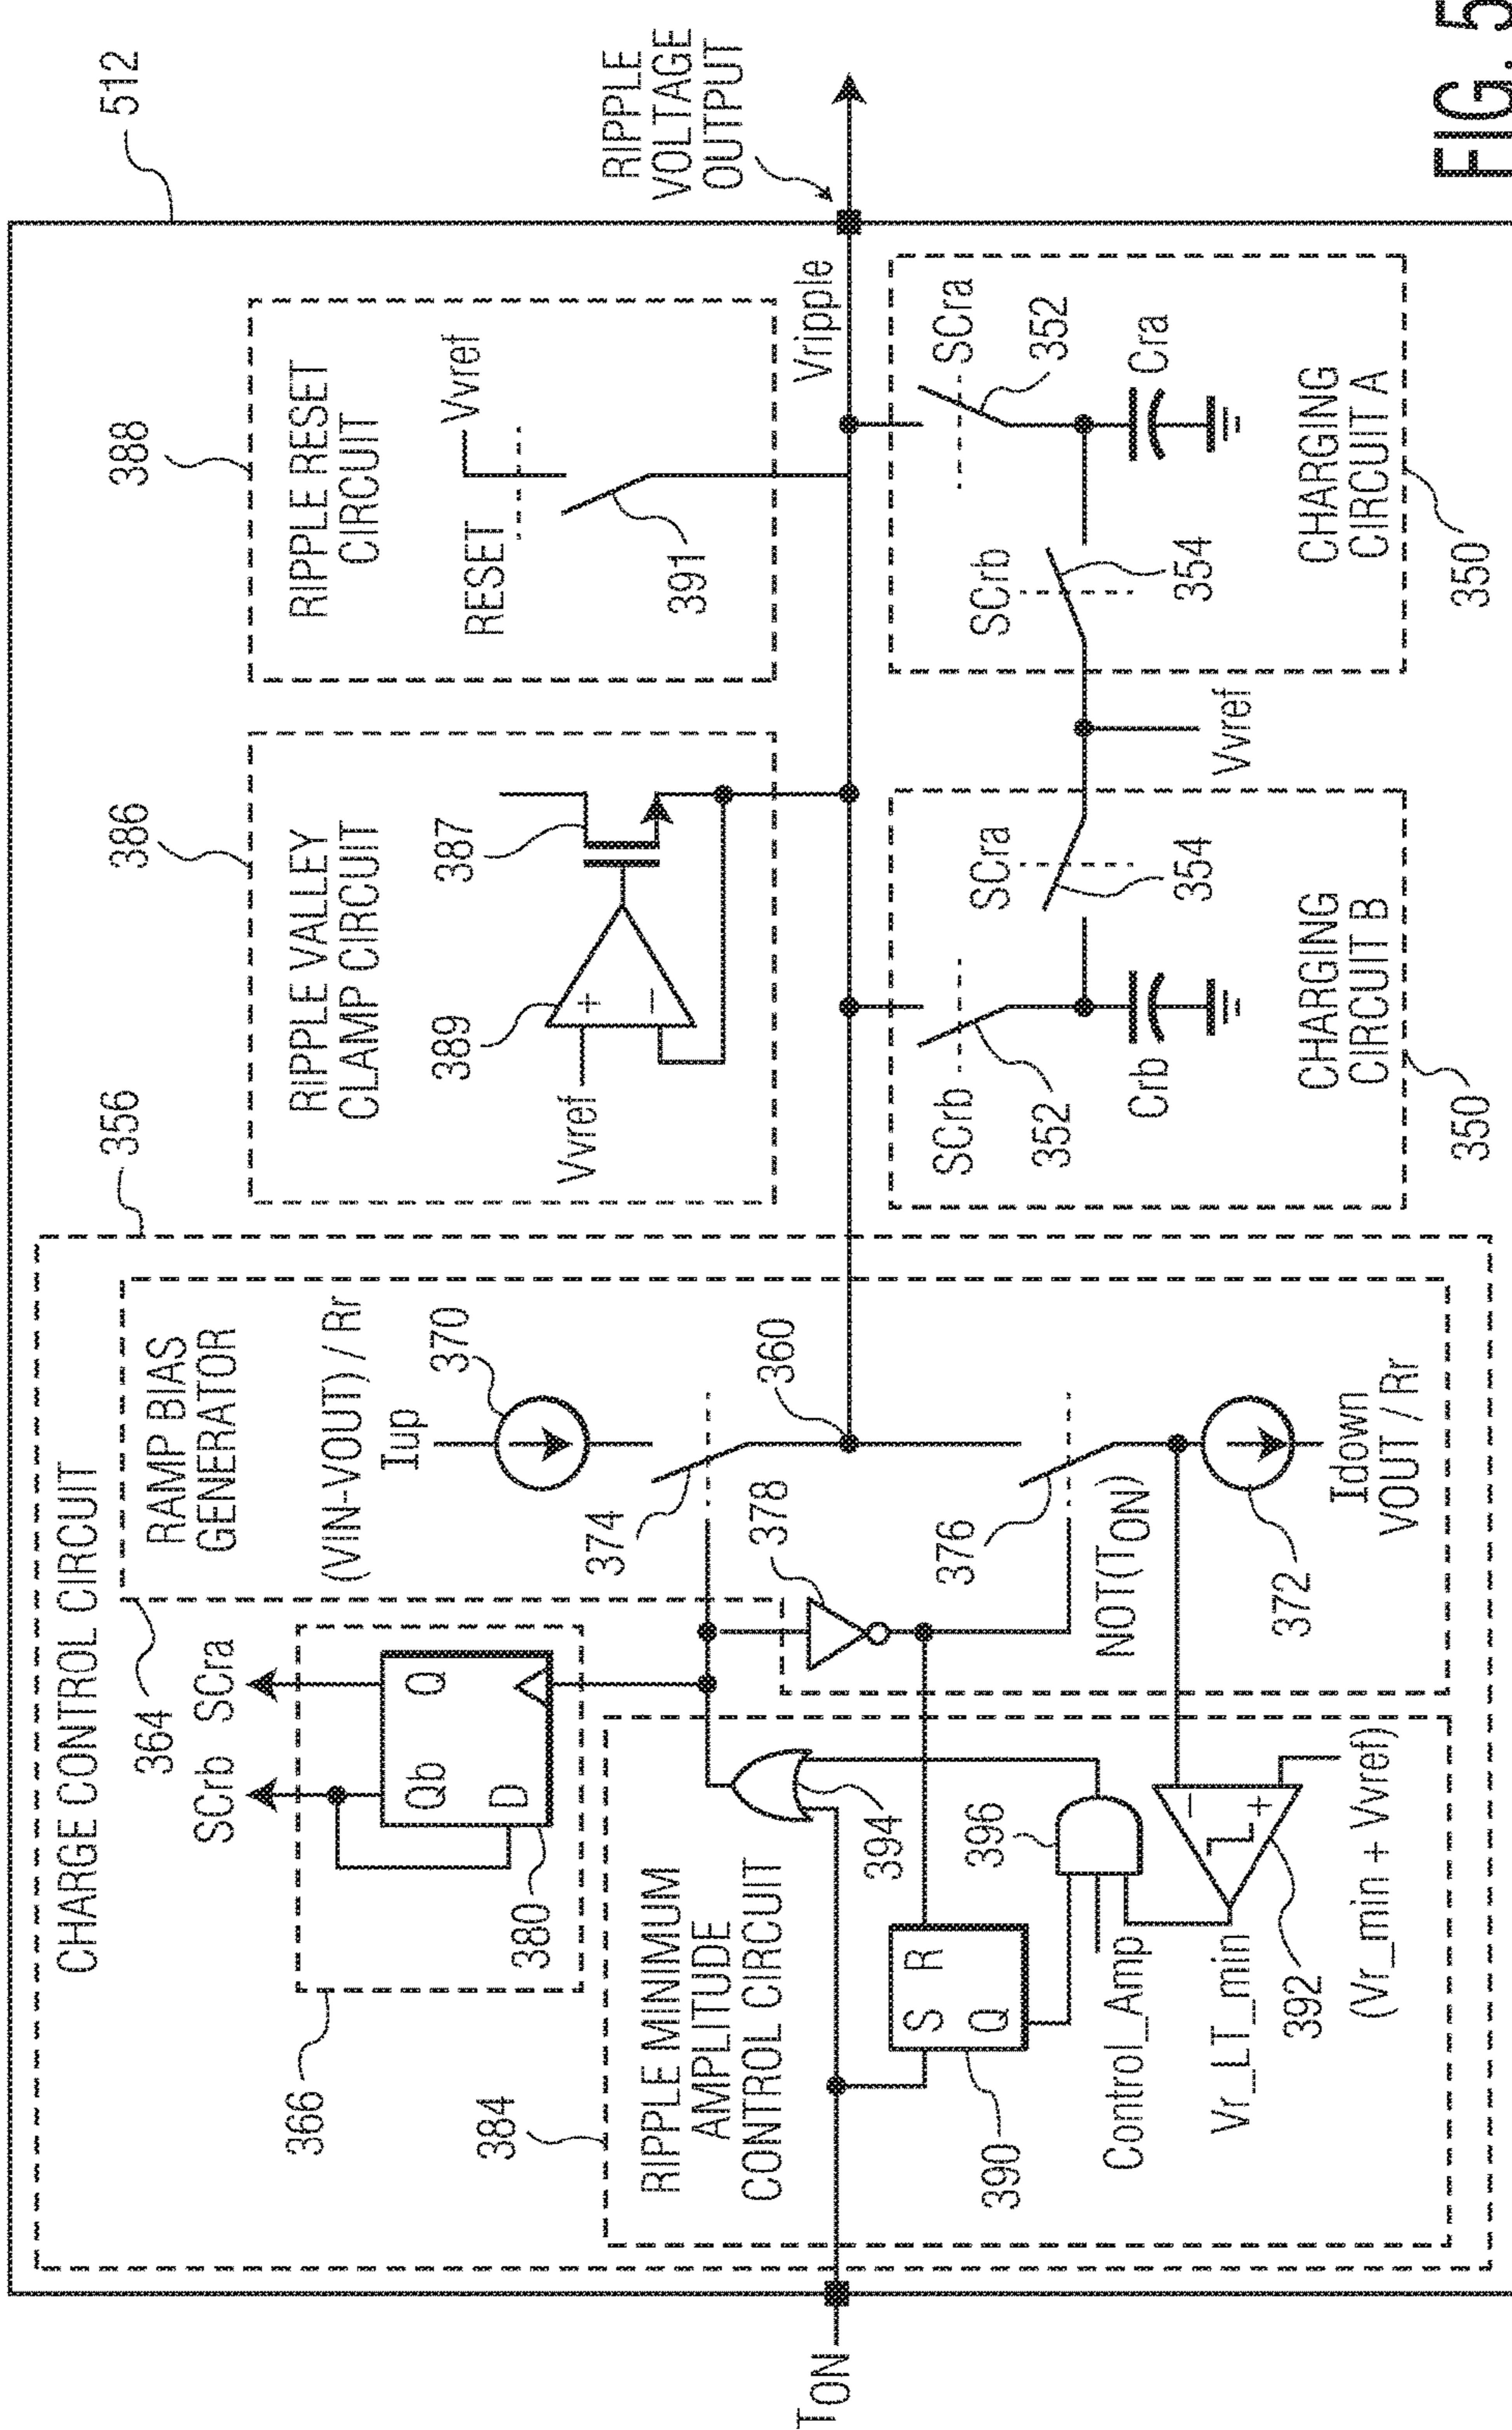 512
CHARGE CONTROL CIRCUIT
356
386
388
364
RAMP BIAS
GENERATOR
SCrb
SCra
Qb
Q
D
380
366
(VIN-VOUT) / Rr
Iup
370
374
378
360
376
NOT(TON)
372
Idown
VOUT / Rr
384
RIPPLE MINIMUM
AMPLITUDE
CONTROL CIRCUIT
394
396
S
R
Q
390
Control_Amp
Vr_LT_min
392
−
+
(Vr_min + Vvref)
TON
RIPPLE VALLEY
CLAMP CIRCUIT
387
389
+
−
Vvref
RIPPLE RESET
CIRCUIT
Vvref
RESET
391
Vripple
RIPPLE
VOLTAGE
OUTPUT
SCrb
352
Crb
SCra
354
CHARGING
CIRCUIT B
350
Vvref
SCrb
354
SCra
352
Cra
CHARGING
CIRCUIT A
350
FIG. 5